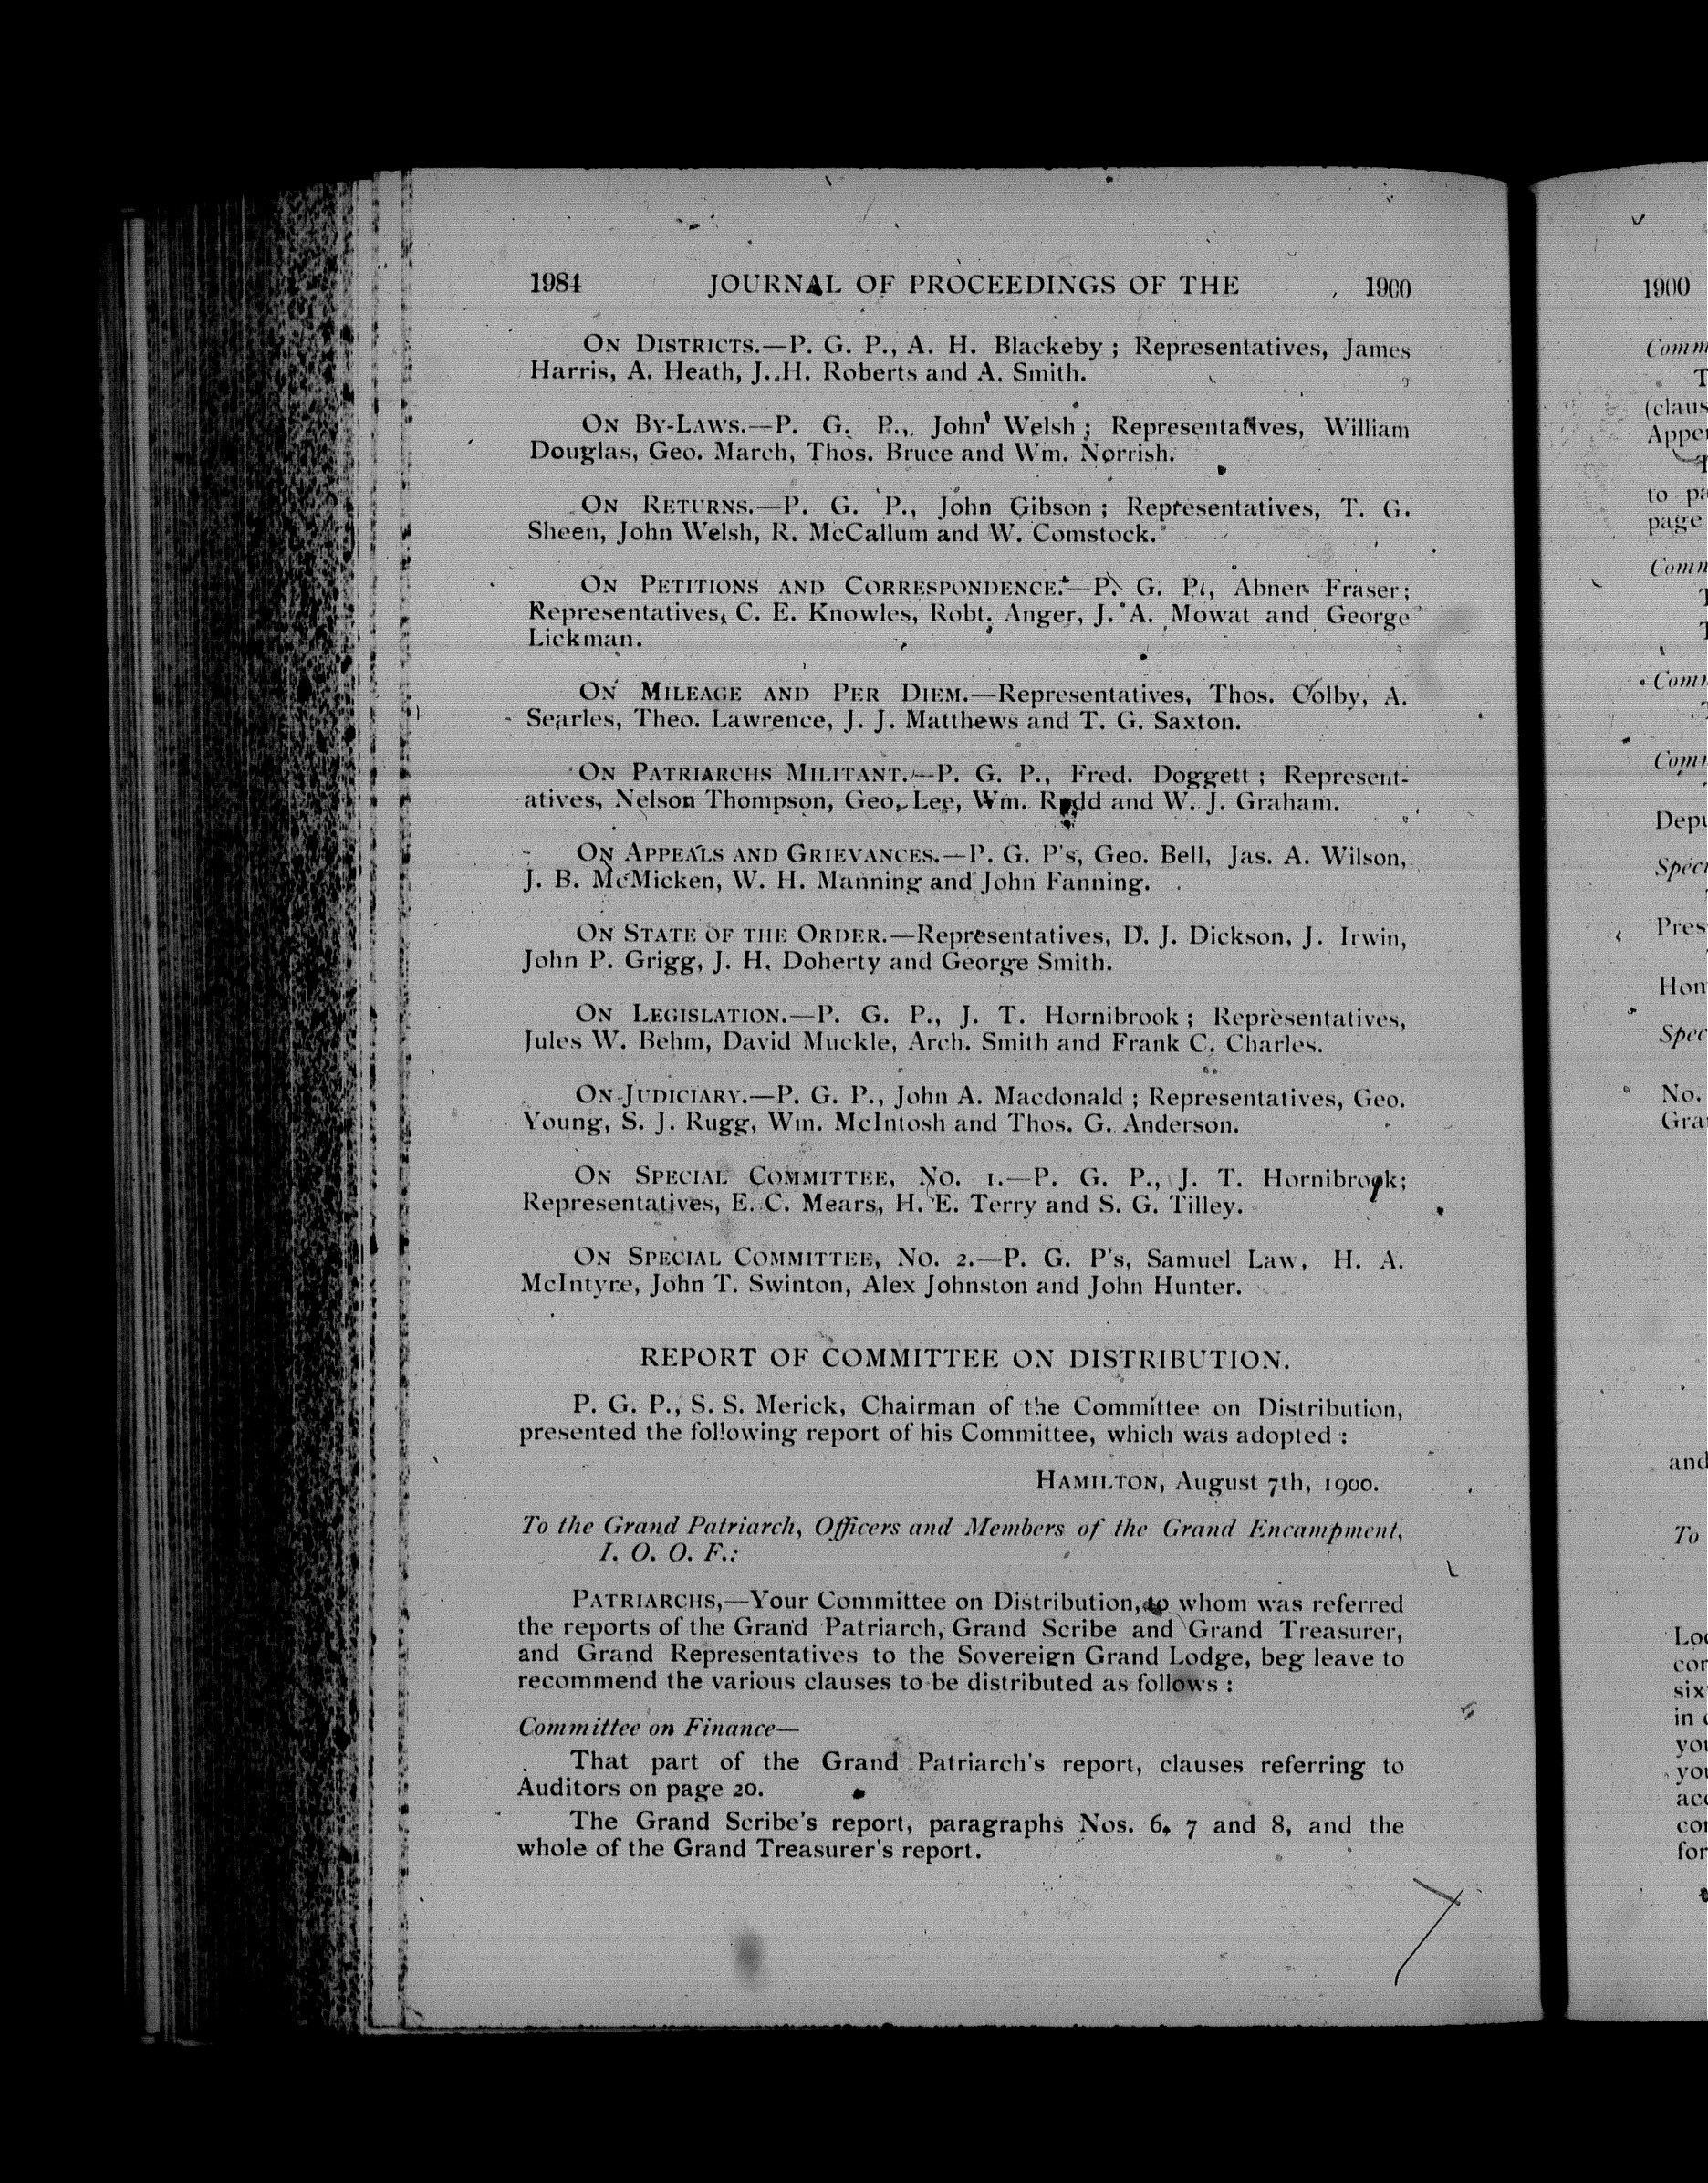 1984 JOURNAL OF PROCEEDINGS OF THE 1900
ON DISTRICTS.—P. G. P., A. H. Blackeby ; Representatives, James
Harris, A. Heath, J. H. Roberts and A. Smith.
ON BY-LAWS.—P. G. P., John Welsh ; Representatives, William
Douglas, Geo. March, Thos. Bruce and Wm. Norrish.
ON RETURNS.—P. G. P., John Gibson ; Representatives, T. G.
Sheen, John Welsh, R. McCallum and W. Comstock.
ON PETITIONS AND CORRESPONDENCE.—P. G. P., Abner Fraser;
Representatives, C. E. Knowles, Robt. Anger, J. A. Mowat and George
Lickman.
ON MILEAGE AND PER DIEM.—Representatives, Thos. Colby, A.
Searles, Theo. Lawrence, J. J. Matthews and T. G. Saxton.
ON PATRIARCHS MILITANT.—P. G. P., Fred. Doggett ; Represent-
atives, Nelson Thompson, Geo. Lee, Wm. Rudd and W. J. Graham.
ON APPEALS AND GRIEVANCES.—P. G. P's, Geo. Bell, Jas. A. Wilson,
J. B. McMicken, W. H. Manning and John Fanning.
ON STATE OF THE ORDER.—Representatives, D. J. Dickson, J. Irwin,
John P. Grigg, J. H. Doherty and George Smith.
ON LEGISLATION.—P. G. P., J. T. Hornibrook ; Representatives,
Jules W. Behm, David Muckle, Arch. Smith and Frank C. Charles.
ON JUDICIARY.—P. G. P., John A. Macdonald ; Representatives, Geo.
Young, S. J. Rugg, Wm. McIntosh and Thos. G. Anderson.
ON SPECIAL COMMITTEE, NO. 1.—P. G. P., J. T. Hornibrook;
Representatives, E. C. Mears, H. E. Terry and S. G. Tilley.
ON SPECIAL COMMITTEE, NO. 2.—P. G. P's, Samuel Law, H. A.
McIntyre, John T. Swinton, Alex Johnston and John Hunter.
REPORT OF COMMITTEE ON DISTRIBUTION.
P. G. P., S. S. Merick, Chairman of the Committee on Distribution,
presented the following report of his Committee, which was adopted :
HAMILTON, August 7th, 1900.
To the Grand Patriarch, Officers and Members of the Grand Encampment,
I. O. O. F.:
PATRIARCHS,—Your Committee on Distribution, to whom was referred
the reports of the Grand Patriarch, Grand Scribe and Grand Treasurer,
and Grand Representatives to the Sovereign Grand Lodge, beg leave to
recommend the various clauses to be distributed as follows :
Committee on Finance—
That part of the Grand Patriarch's report, clauses referring to
Auditors on page 20.
The Grand Scribe's report, paragraphs Nos. 6, 7 and 8, and the
whole of the Grand Treasurer's report.
1900
(claus
to pa
page
Depu
Pres
No.
Gra
and
To
six
in
for